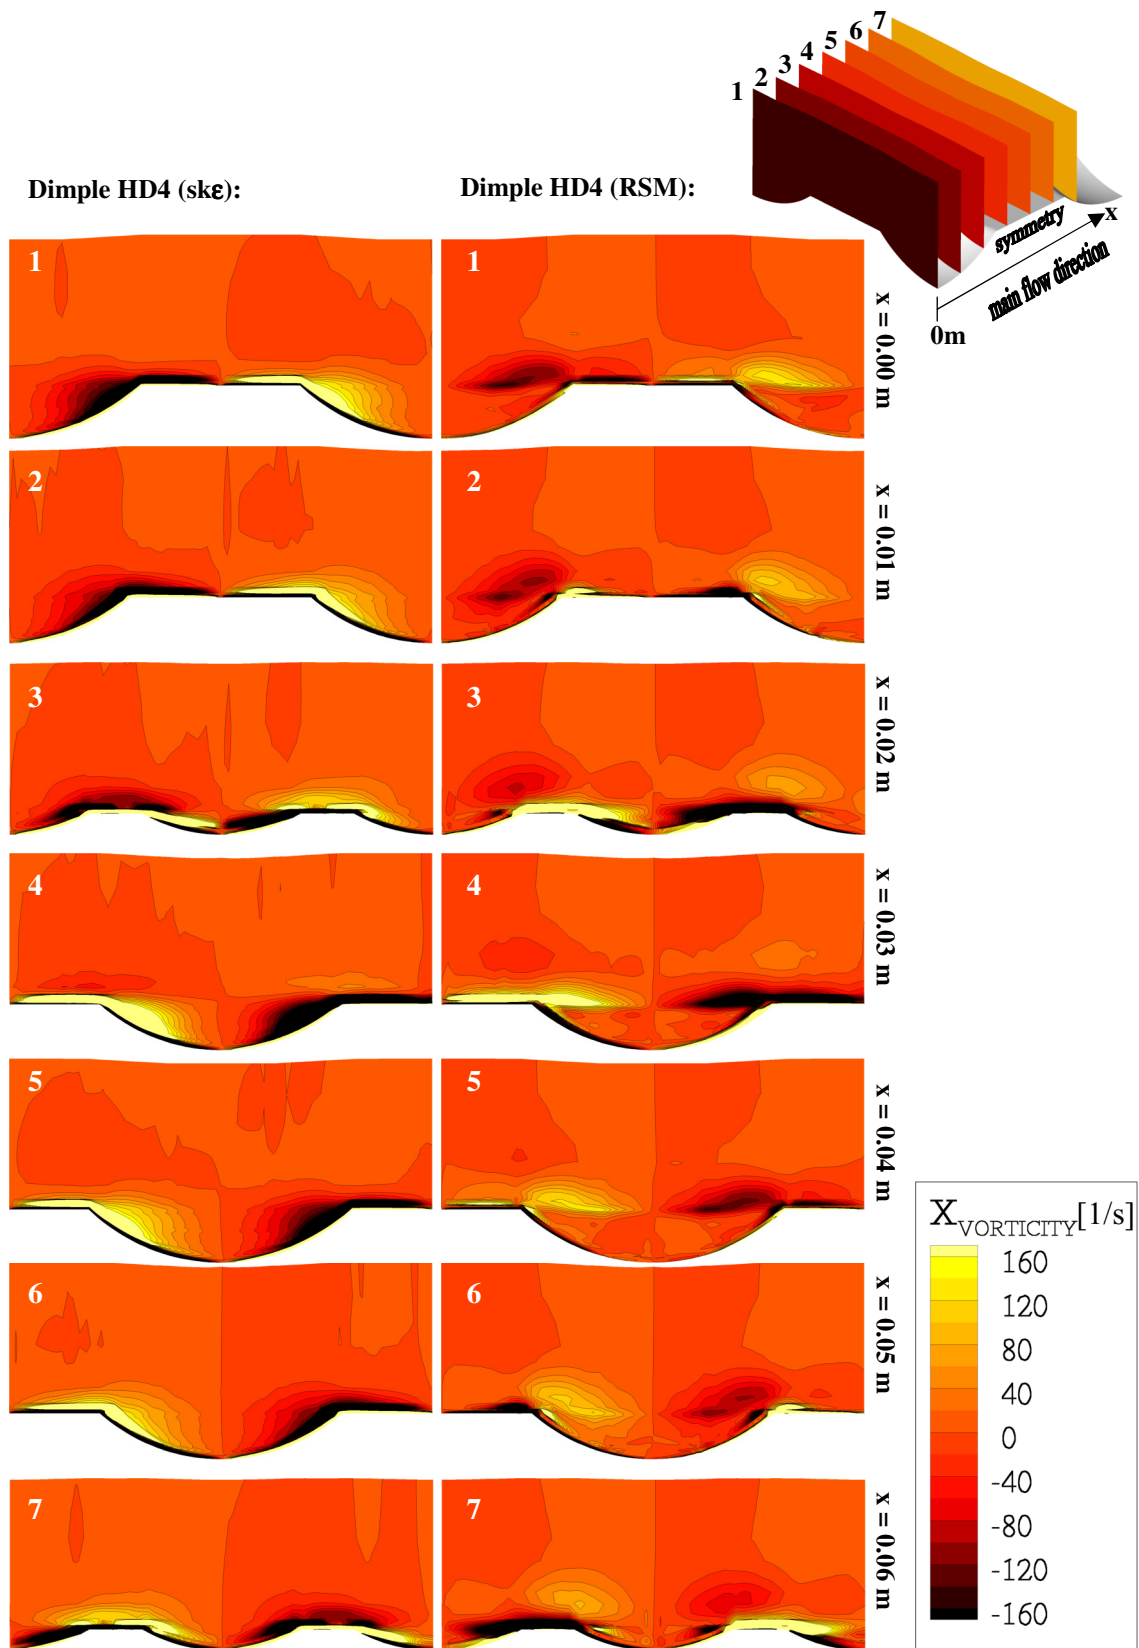 7
6
5
4
3
2
1
x
symmetry
main flow direction
0m
Dimple HD4 (skε):
Dimple HD4 (RSM):
1
1
x = 0.00 m
2
2
x = 0.01 m
3
3
x = 0.02 m
4
4
x = 0.03 m
5
5
x = 0.04 m
6
6
x = 0.05 m
7
7
x = 0.06 m
X VORTICITY [1/s]
160
120
80
40
0
-40
-80
-120
-160